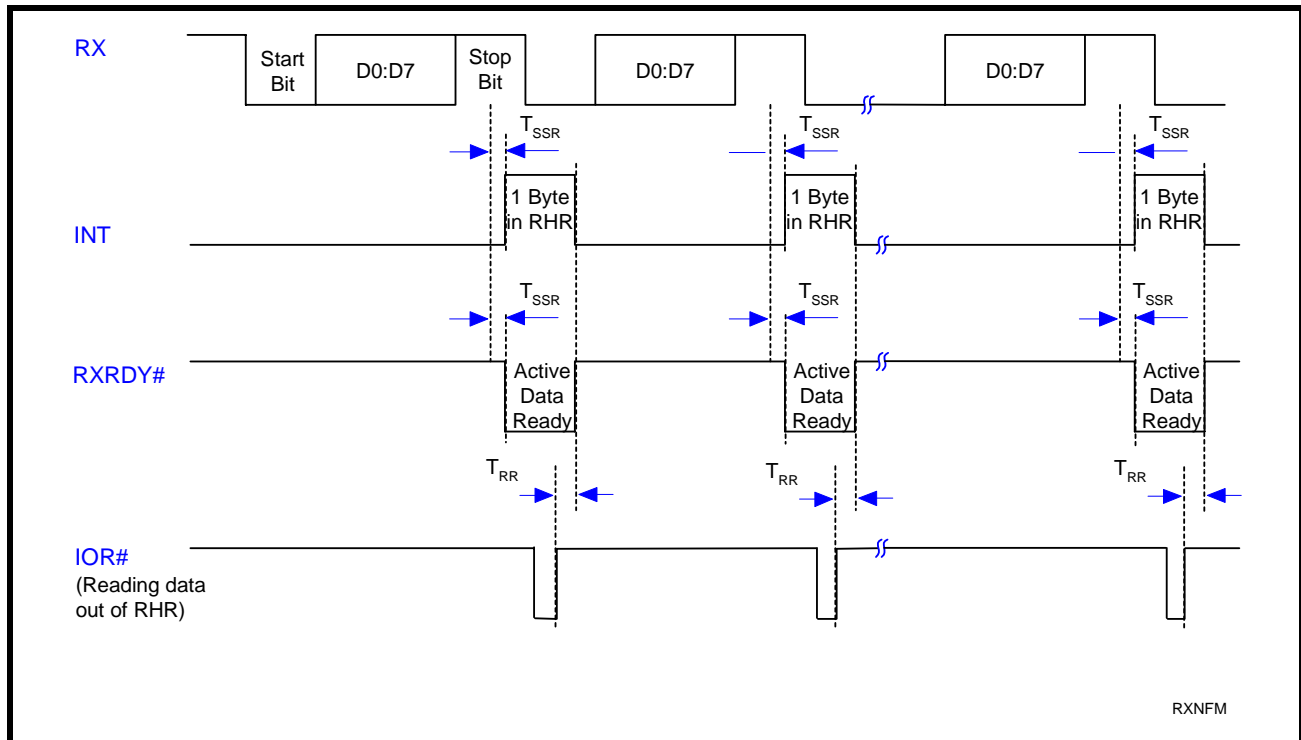 RX
Start
Bit
D0:D7
Stop
Bit
D0:D7
D0:D7
TSSR
TSSR
TSSR
INT
1 Byte
in RHR
1 Byte
in RHR
1 Byte
in RHR
TSSR
TSSR
TSSR
RXRDY#
Active
Data
Ready
Active
Data
Ready
Active
Data
Ready
TRR
TRR
TRR
IOR#
(Reading data
out of RHR)
RXNFM